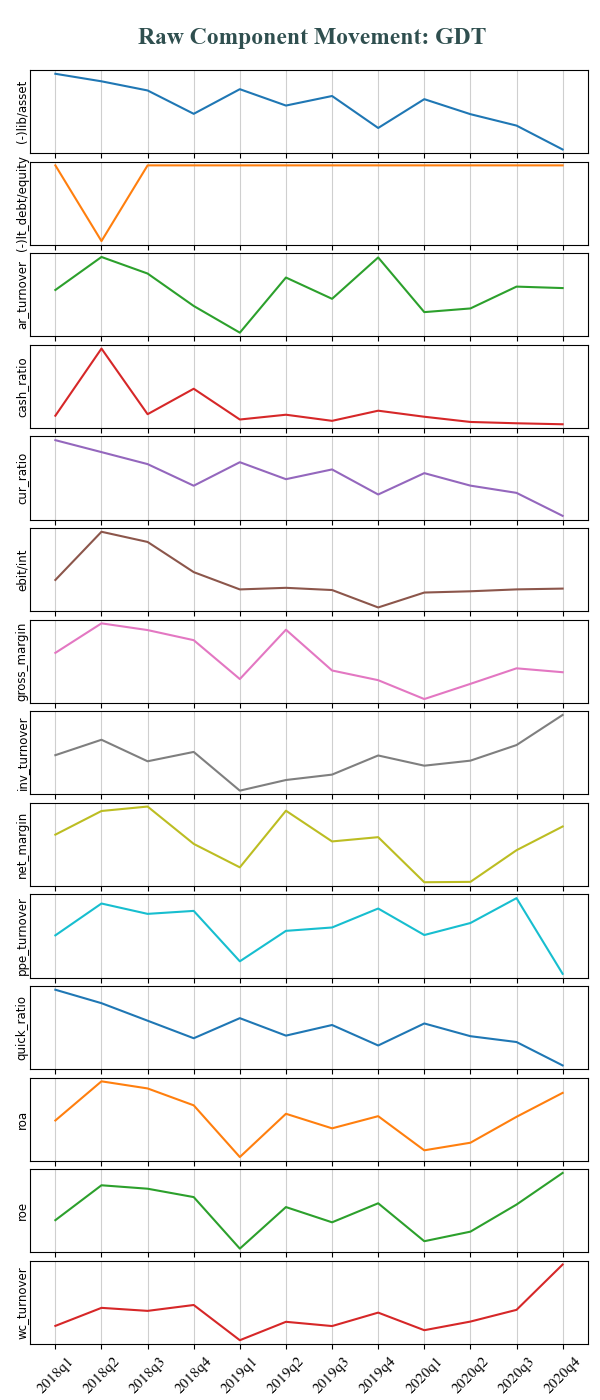 Raw Component Movement: GDT
(-)lib/asset
(-)lt_debt/equity
ar_turnover
cash_ratio
cur_ratio
ebit/int
gross_margin
inv_turnover
net_margin
ppe_turnover
quick_ratio
roa
roe
wc_turnover
2018q1 2018q2 2018q3 2018q4 2019q1 2019q2 2019q3 2019q4 2020q1 2020q2 2020q3 2020q4